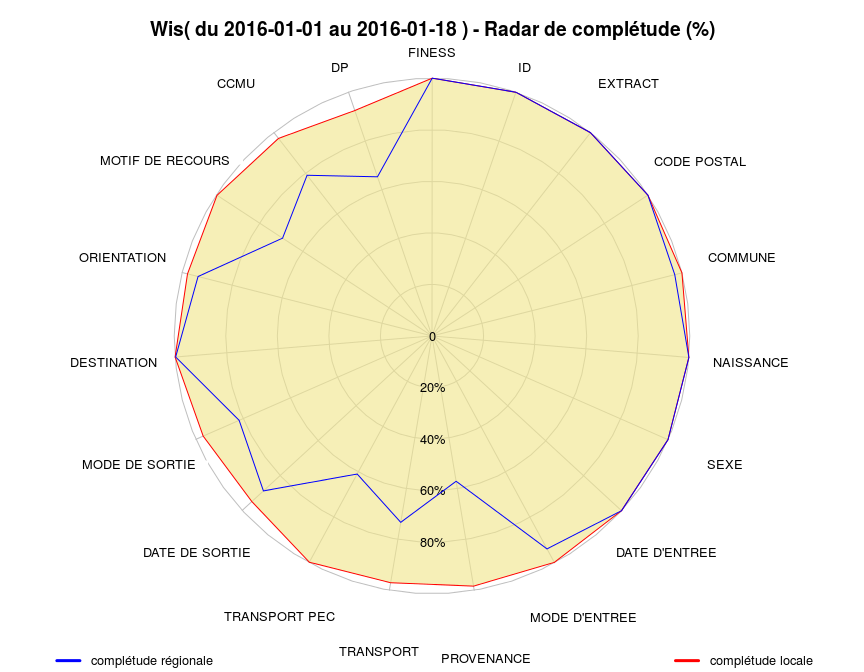 Wis( du 2016-01-01 au 2016-01-18 ) - Radar de complétude (%)
FINESS
DP
ID
CCMU
EXTRACT
MOTIF DE RECOURS
CODE POSTAL
ORIENTATION
COMMUNE
0
DESTINATION
NAISSANCE
20%
40%
MODE DE SORTIE
SEXE
60%
80%
DATE DE SORTIE
DATE D'ENTREE
TRANSPORT PEC
MODE D'ENTREE
TRANSPORT
PROVENANCE
complétude régionale
complétude locale